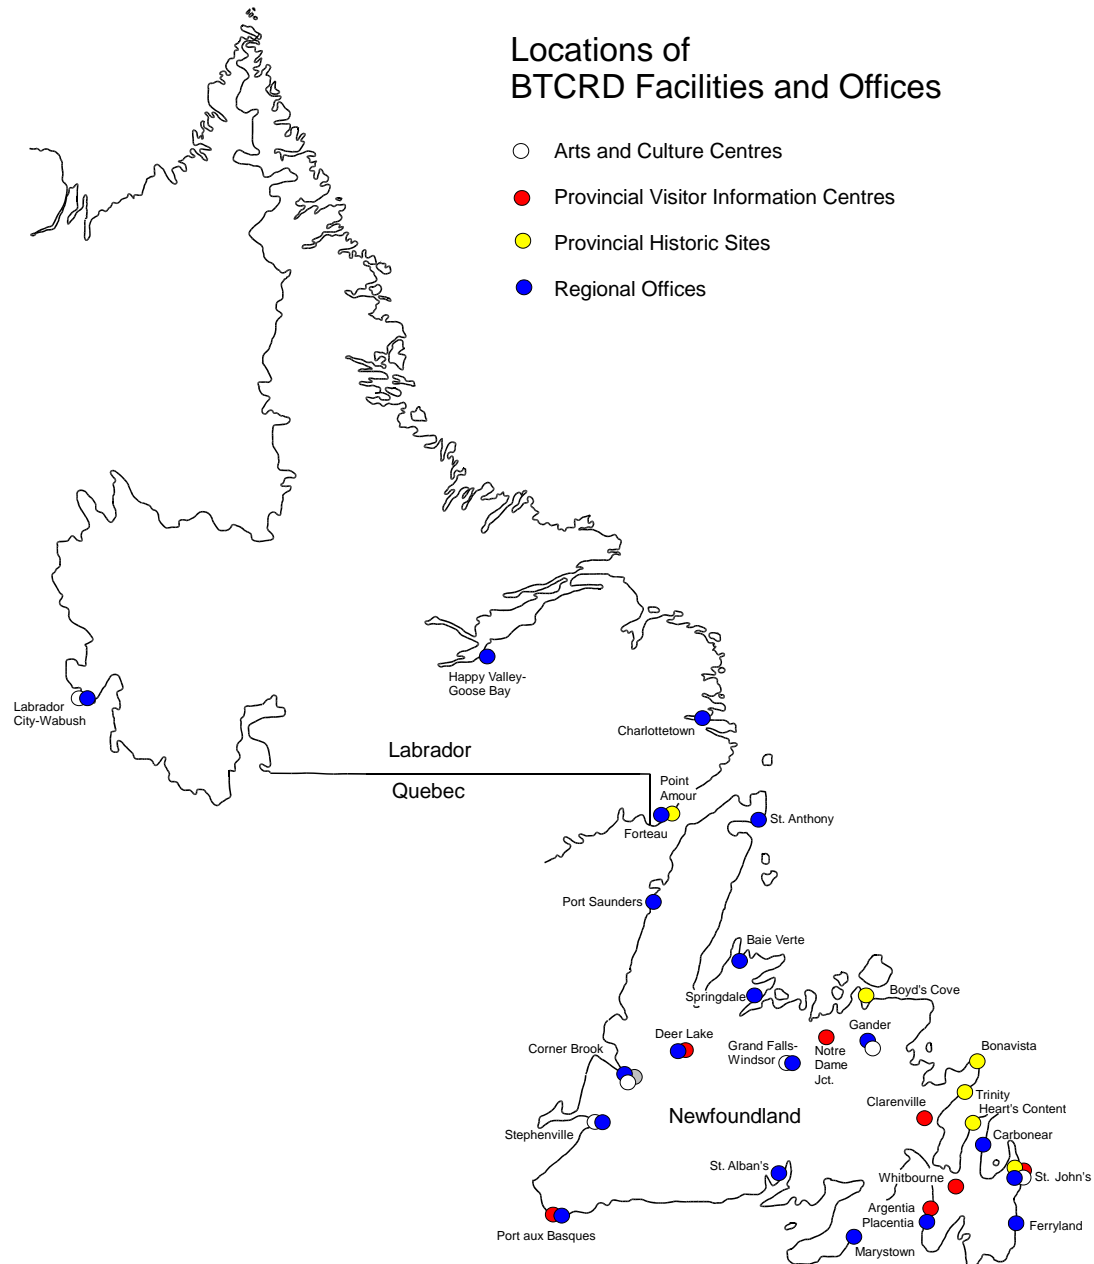 Locations of
BTCRD Facilities and Offices
Arts and Culture Centres
Provincial Visitor Information Centres
Provincial Historic Sites
Regional Offices
Happy Valley-
Goose Bay
Labrador
City-Wabush
Charlottetown
Labrador
Quebec
Point
Amour
Forteau
St. Anthony
Port Saunders
Baie Verte
Springdale
Boyd's Cove
Deer Lake
Corner Brook
Grand Falls-
Windsor
Notre
Dame
Jct.
Gander
Bonavista
Trinity
Heart's Content
Clarenville
Newfoundland
Carbonear
Stephenville
St. Alban's
Whitbourne
St. John's
Argentia
Placentia
Ferryland
Port aux Basques
Marystown